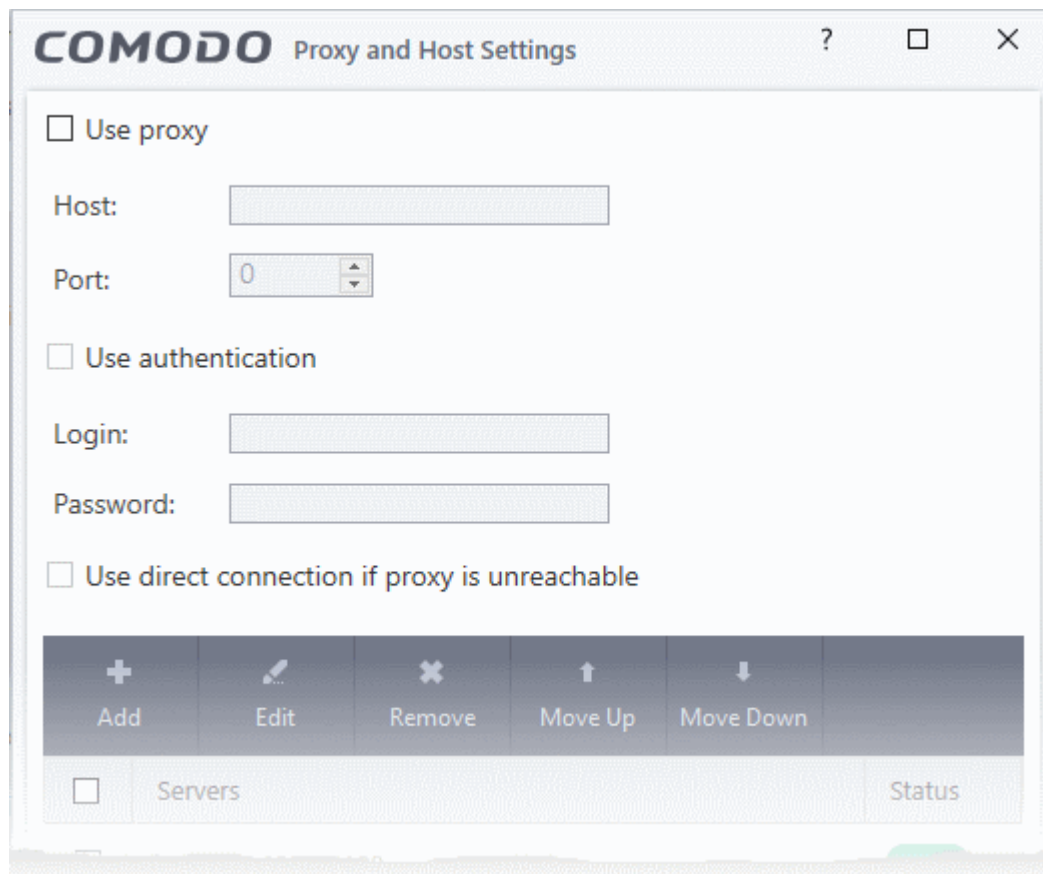 COMODO Proxy and Host Settings ?
Use proxy
Host:
Port: 0
Use authentication
Login:
Password:
Use direct connection if proxy is unreachable
Add Edit Remove Move Up Move Down
Servers Status